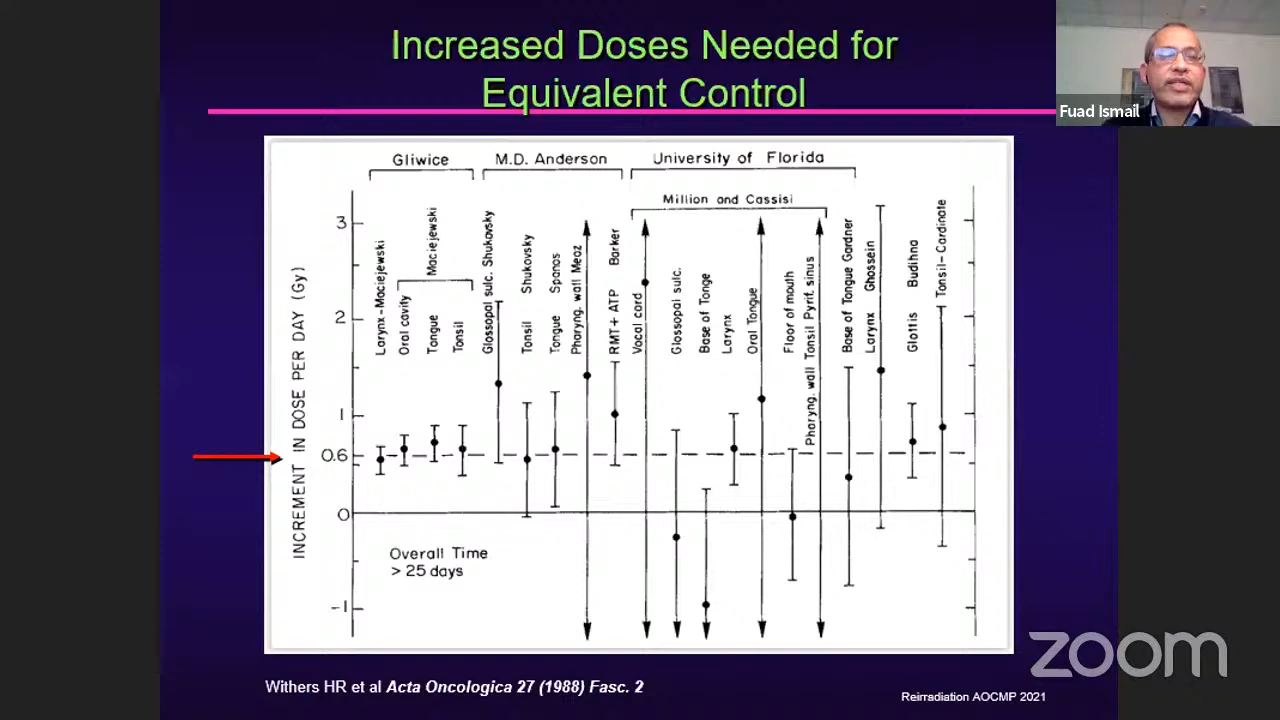 Increased Doses Needed for
Equivalent Control
Fuad Ismail
Gliwice
M.D. Anderson
University of Florida
Million and Cassisi
INCREMENT IN DOSE PER DAY (Gy)
3
2
1
0.6
0
-1
Larynx-Maciejewski
Oral cavity
Tongue
Maciejewski
Tonsil
Glossopal sulc. Shukovsky
Tonsil Shukovsky
Tongue Spanos
Pharyng. wall Meoz
RMT+ ATP Barker
Vocal cord
Glossopal sulc.
Base of Tonge
Larynx
Oral Tongue
Floor of mouth
Pharyng. wall Tonsil Pyrif. sinus
Base of Tongue Gardner
Larynx Ghossein
Glottis Budihna
Tonsil-Cardinate
Overall Time
> 25 days
zoom
Withers HR et al Acta Oncologica 27 (1988) Fasc. 2
Reirradiation AOCMP 2021